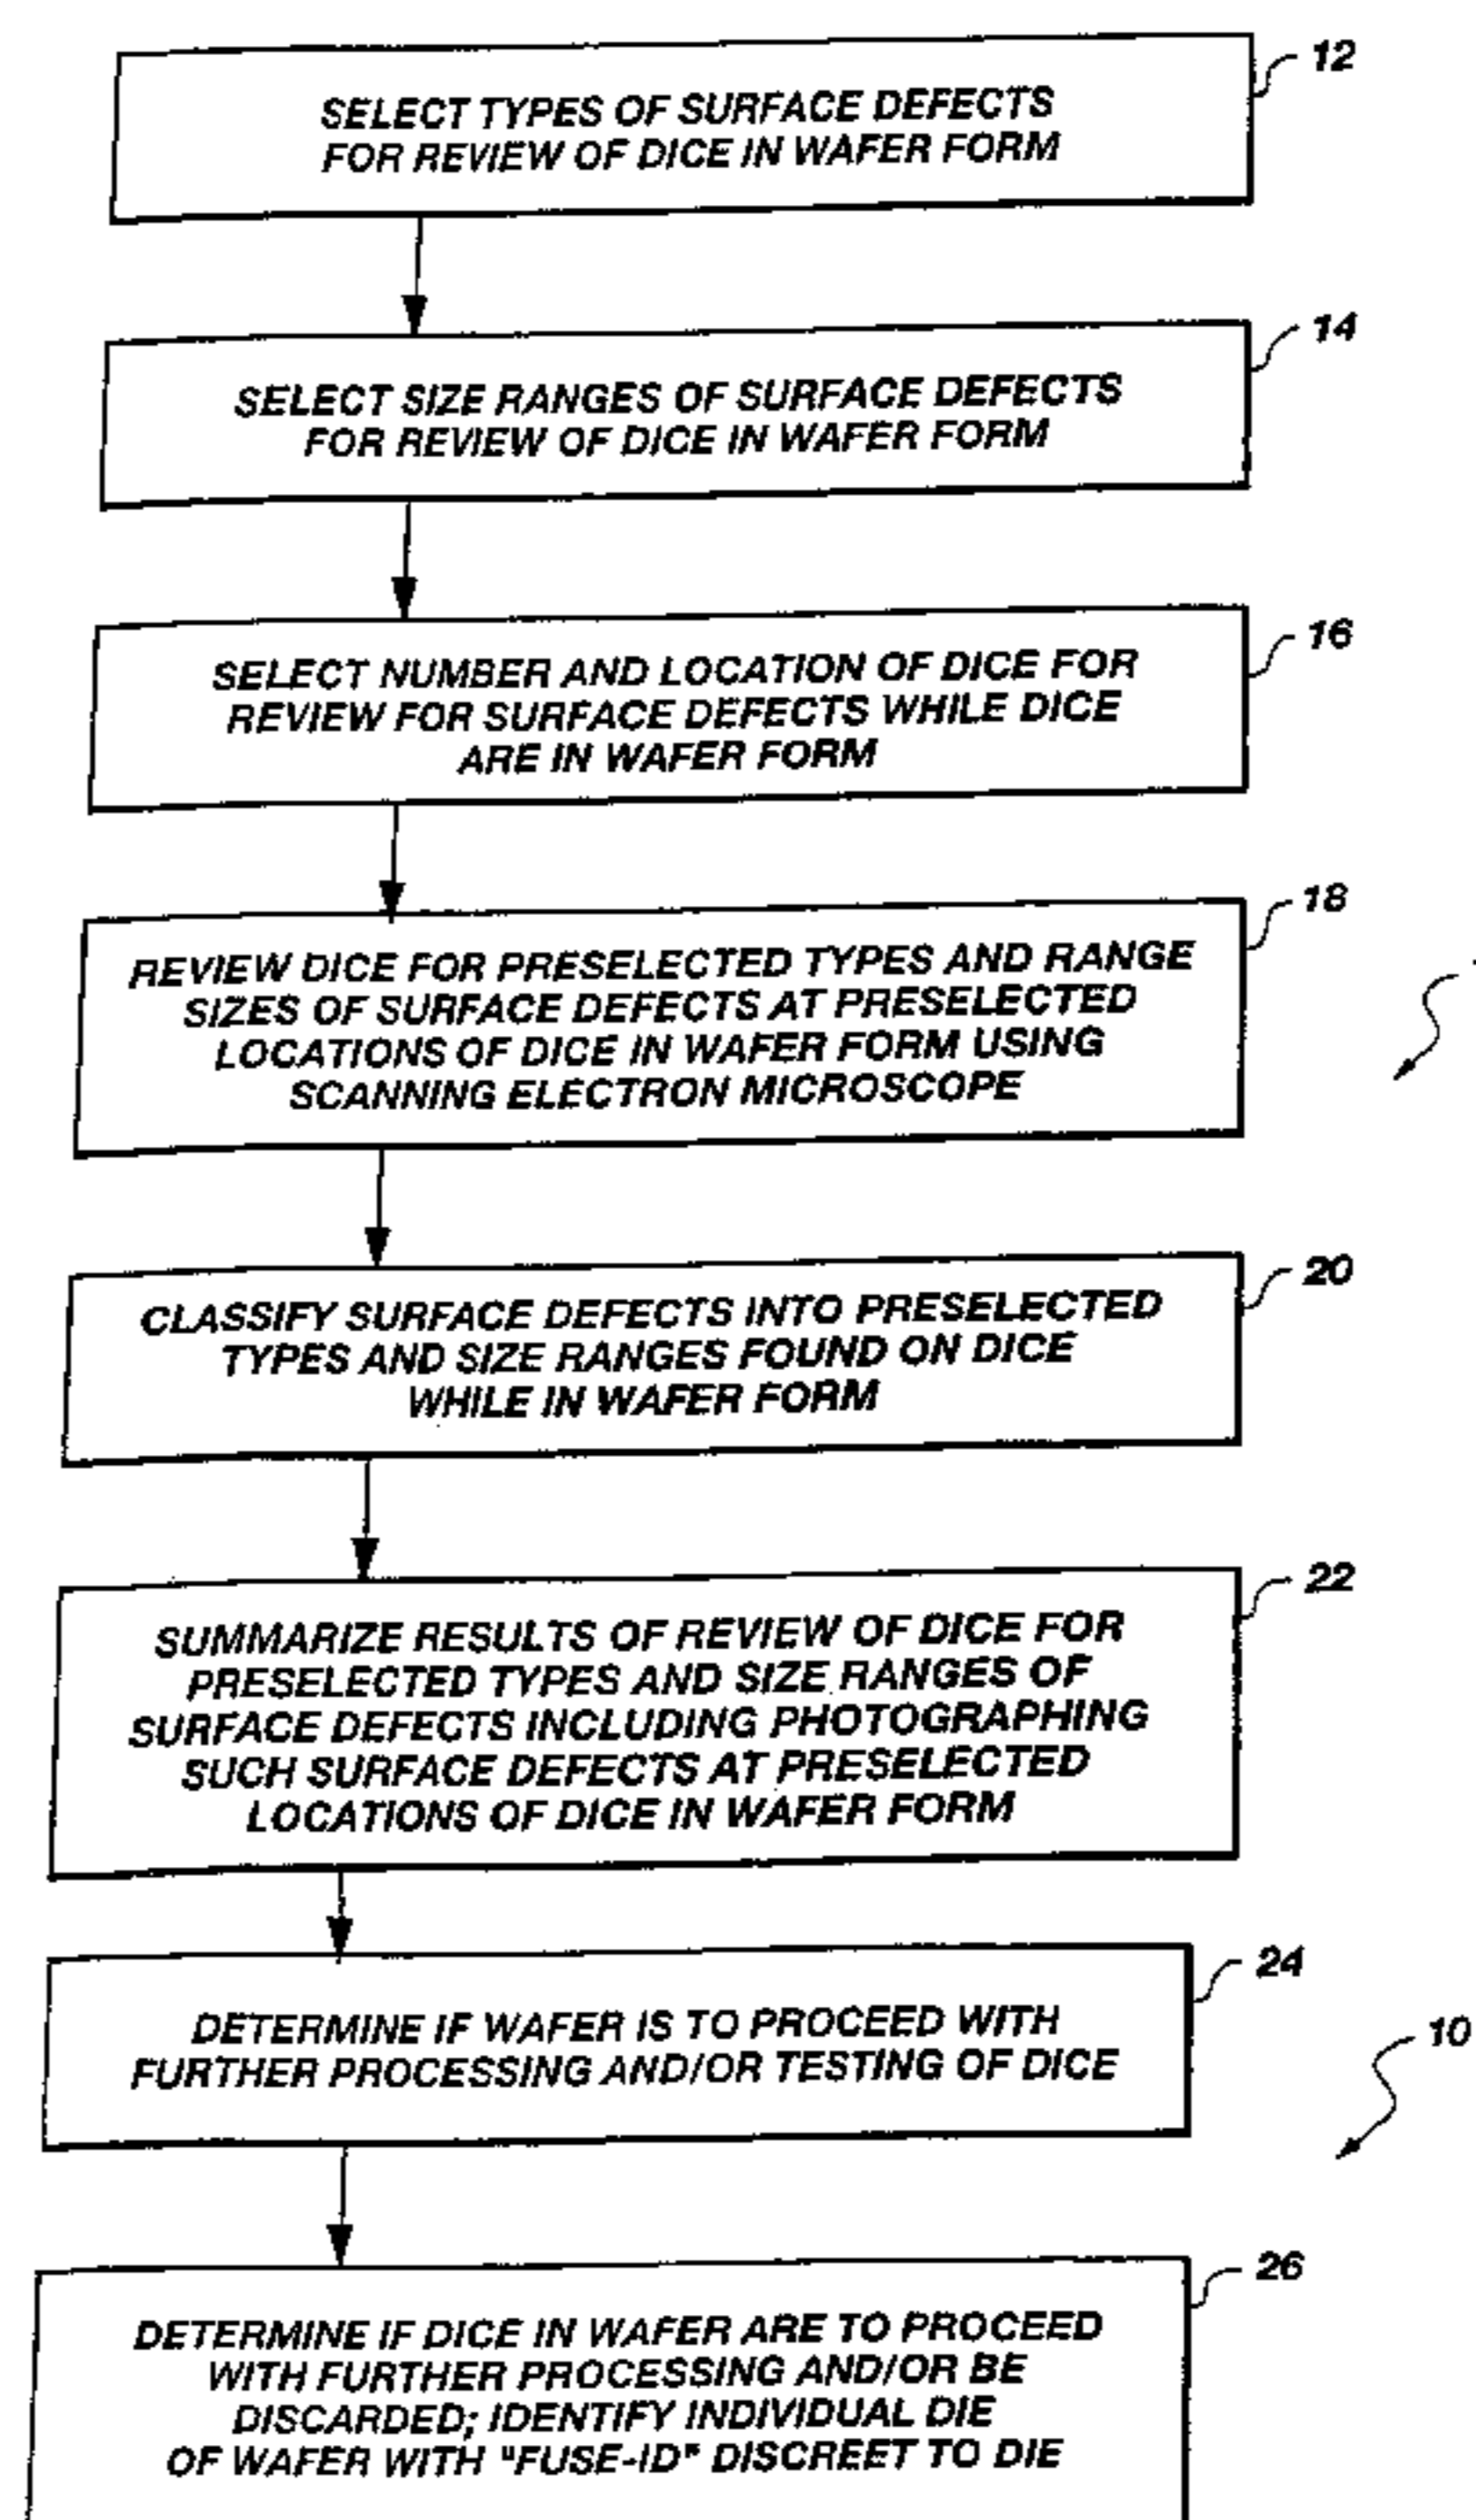 12
SELECT TYPES OF SURFACE DEFECTS
FOR REVIEW OF DICE IN WAFER FORM
14
SELECT SIZE RANGES OF SURFACE DEFECTS
FOR REVIEW OF DICE IN WAFER FORM
16
SELECT NUMBER AND LOCATION OF DICE FOR
REVIEW FOR SURFACE DEFECTS WHILE DICE
ARE IN WAFER FORM
18
REVIEW DICE FOR PRESELECTED TYPES AND RANGE
SIZES OF SURFACE DEFECTS AT PRESELECTED
LOCATIONS OF DICE IN WAFER FORM USING
SCANNING ELECTRON MICROSCOPE
20
CLASSIFY SURFACE DEFECTS INTO PRESELECTED
TYPES AND SIZE RANGES FOUND ON DICE
WHILE IN WAFER FORM
22
SUMMARIZE RESULTS OF REVIEW OF DICE FOR
PRESELECTED TYPES AND SIZE RANGES OF
SURFACE DEFECTS INCLUDING PHOTOGRAPHING
SUCH SURFACE DEFECTS AT PRESELECTED
LOCATIONS OF DICE IN WAFER FORM
24
DETERMINE IF WAFER IS TO PROCEED WITH
FURTHER PROCESSING AND/OR TESTING OF DICE
10
26
DETERMINE IF DICE IN WAFER ARE TO PROCEED
WITH FURTHER PROCESSING AND/OR BE
DISCARDED; IDENTIFY INDIVIDUAL DIE
OF WAFER WITH "FUSE-ID" DISCREET TO DIE